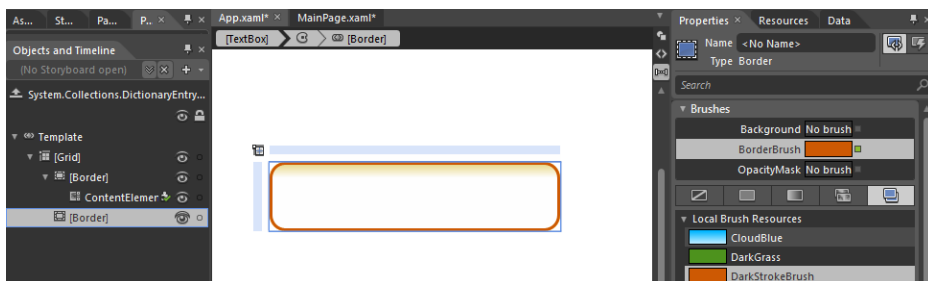 As... St... Pa... P.. ×
Objects and Timeline
(No Storyboard open)
System.Collections.DictionaryEntry...
Template
[Grid]
[Border]
ContentElemer
[Border]
App.xaml* × MainPage.xaml*
[TextBox] [Border]
Properties × Resources Data
Name <No Name>
Type Border
Search
Brushes
Background No brush
BorderBrush
OpacityMask No brush
Local Brush Resources
CloudBlue
DarkGrass
DarkStrokeBrush